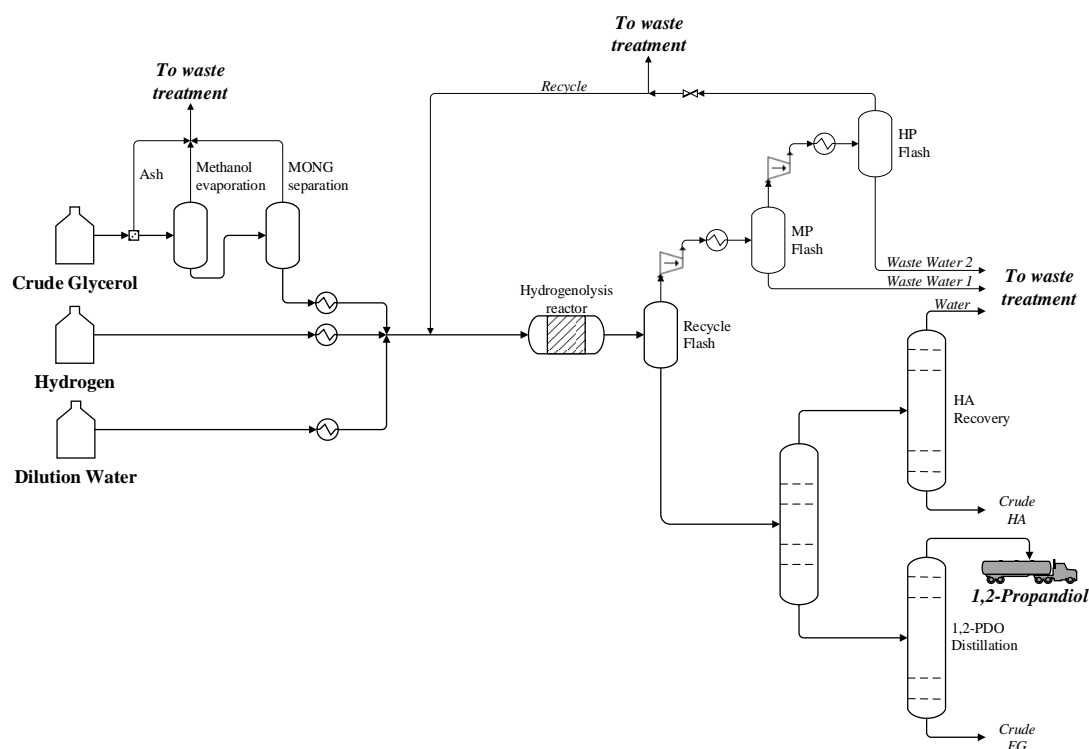 To waste
treatment
To waste
treatment
Recycle
HP
Flash
Ash
Methanol
evaporation
MONG
separation
MP
Flash
Crude Glycerol
Waste Water 2
Waste Water 1
To waste
treatment
Hydrogenolysis
reactor
Water
Recycle
Flash
Hydrogen
HA
Recovery
Dilution Water
Crude
HA
1,2-Propandiol
1,2-PDO
Distillation
Crude
EG